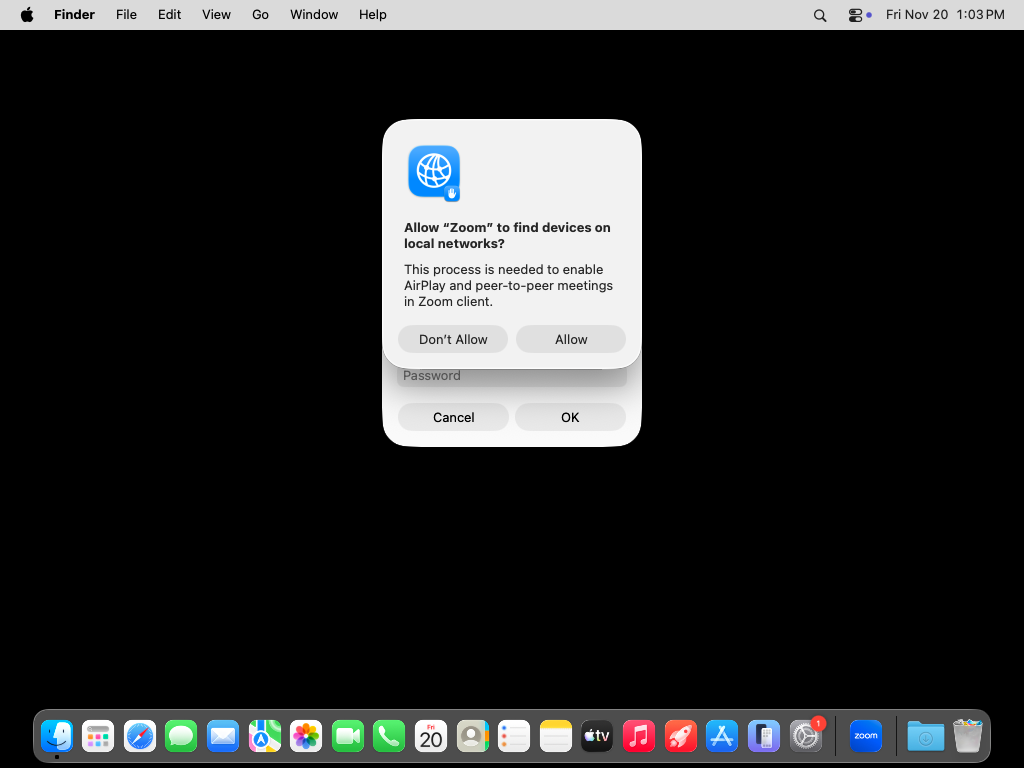 Finder File Edit View Go Window Help Fri Nov 20 1:03 PM
Allow “Zoom” to find devices on
local networks?
This process is needed to enable
AirPlay and peer-to-peer meetings
in Zoom client.
Don’t Allow Allow
Password
Cancel OK
Fri
20
tv
1
zoom